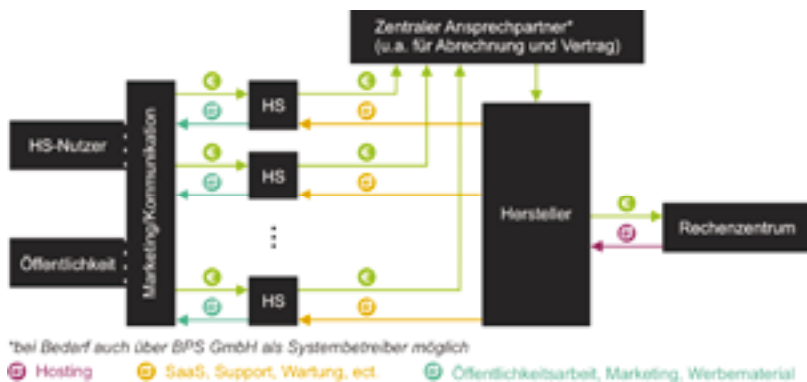 Zentraler Ansprechpartner*
(u.a. für Abrechnung und Vertrag)
HS-Nutzer
Öffentlichkeit
Marketing/Kommunikation
€
HS
€
€
HS
€
€
HS
€
Hersteller
€
Rechenzentrum
*bei Bedarf auch über BPS GmbH als Systembetreiber möglich
Hosting
SaaS, Support, Wartung, ect.
Öffentlichkeitsarbeit, Marketing, Werbematerial